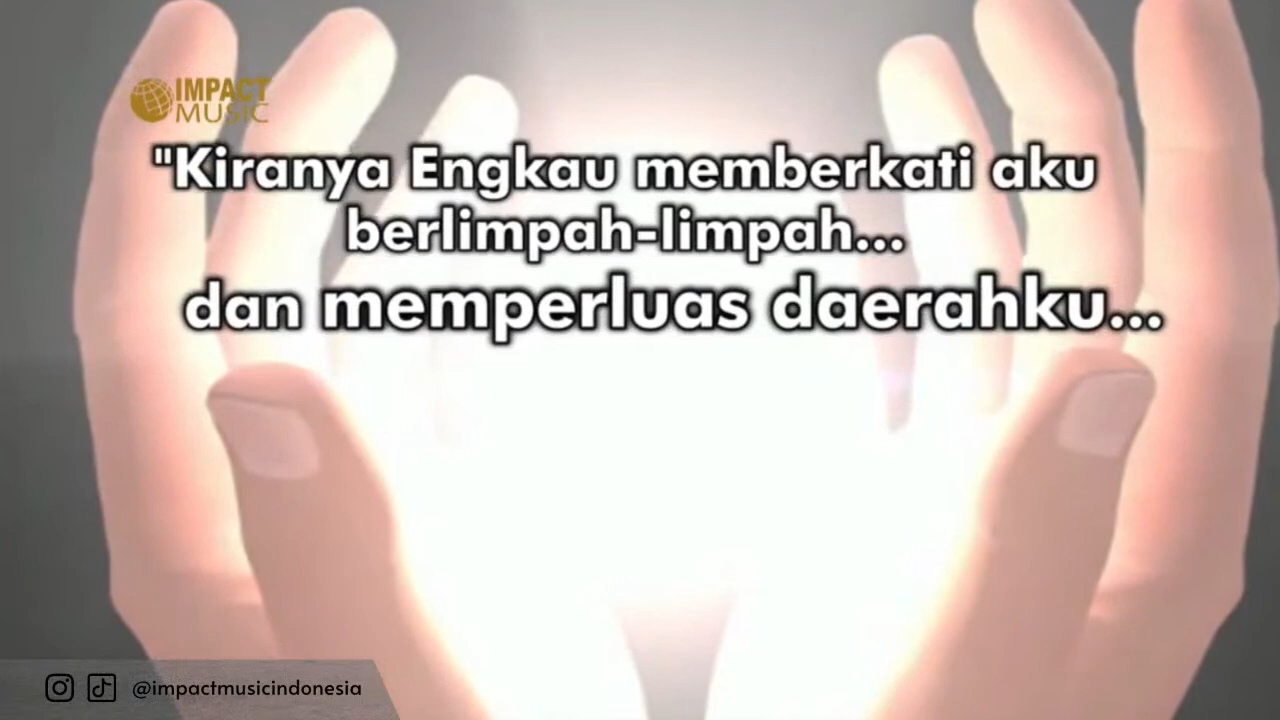 IMPACT
MUSIC
"Kiranya Engkau memberkati aku
berlimpah-limpah...
dan memperluas daerahku...
@impactmusicindonesia